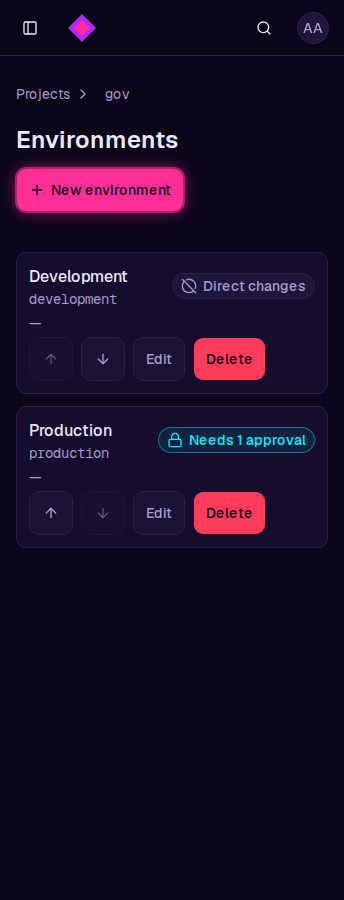 AA
Projects > gov
Environments
+ New environment
Development
Direct changes
development
—
Edit
Delete
Production
Needs 1 approval
production
—
Edit
Delete